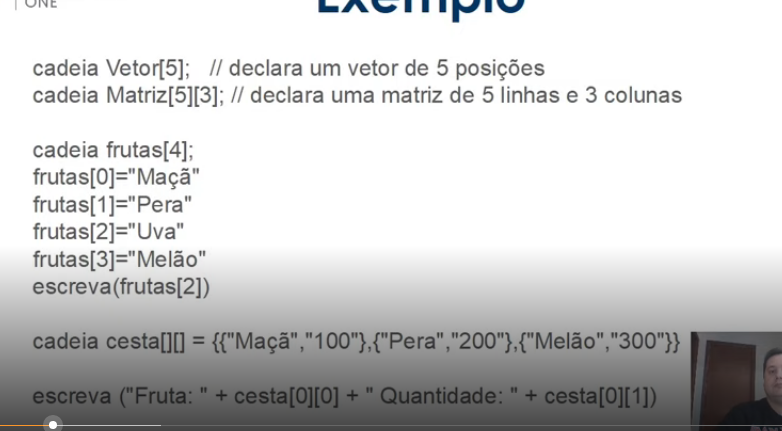 ONE
Exemplo
cadeia Vetor[5]; // declara um vetor de 5 posições
cadeia Matriz[5][3]; // declara uma matriz de 5 linhas e 3 colunas
cadeia frutas[4];
frutas[0]="Maçã"
frutas[1]="Pera"
frutas[2]="Uva"
frutas[3]="Melão"
escreva(frutas[2])
cadeia cesta[][] = {{"Maçã","100"},{"Pera","200"},{"Melão","300"}}
escreva ("Fruta: " + cesta[0][0] + " Quantidade: " + cesta[0][1])